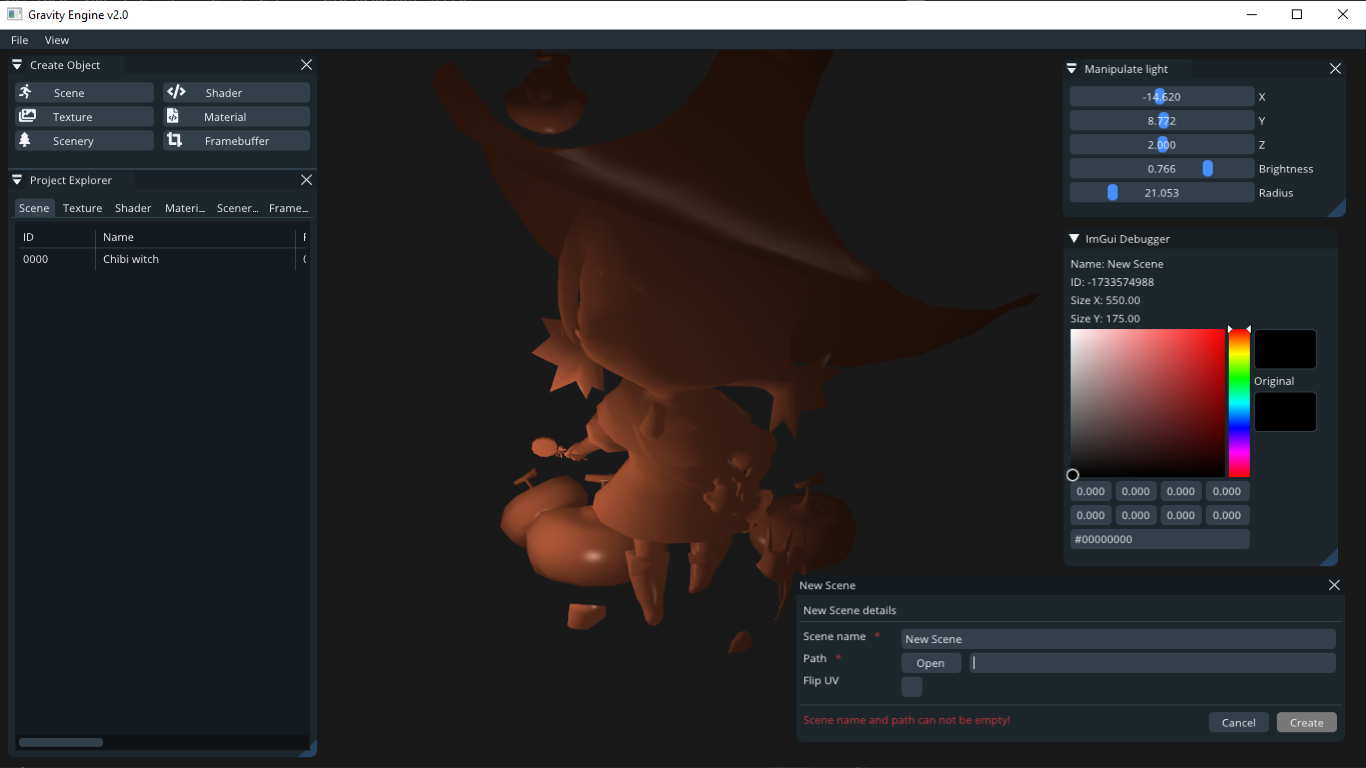 Gravity Engine v2.0
File View
Create Object
Scene Shader
Texture Material
Scenery Framebuffer
Project Explorer
Scene Texture Shader Materi... Scener... Frame...
ID Name
0000 Chibi witch
Manipulate light
-14.620 X
8.772 Y
2.000 Z
0.766 Brightness
21.053 Radius
ImGui Debugger
Name: New Scene
ID: -1733574988
Size X: 550.00
Size Y: 175.00
Original
0.000 0.000 0.000 0.000
0.000 0.000 0.000 0.000
#00000000
New Scene
New Scene details
Scene name * New Scene
Path * Open
Flip UV
Scene name and path can not be empty!
Cancel Create